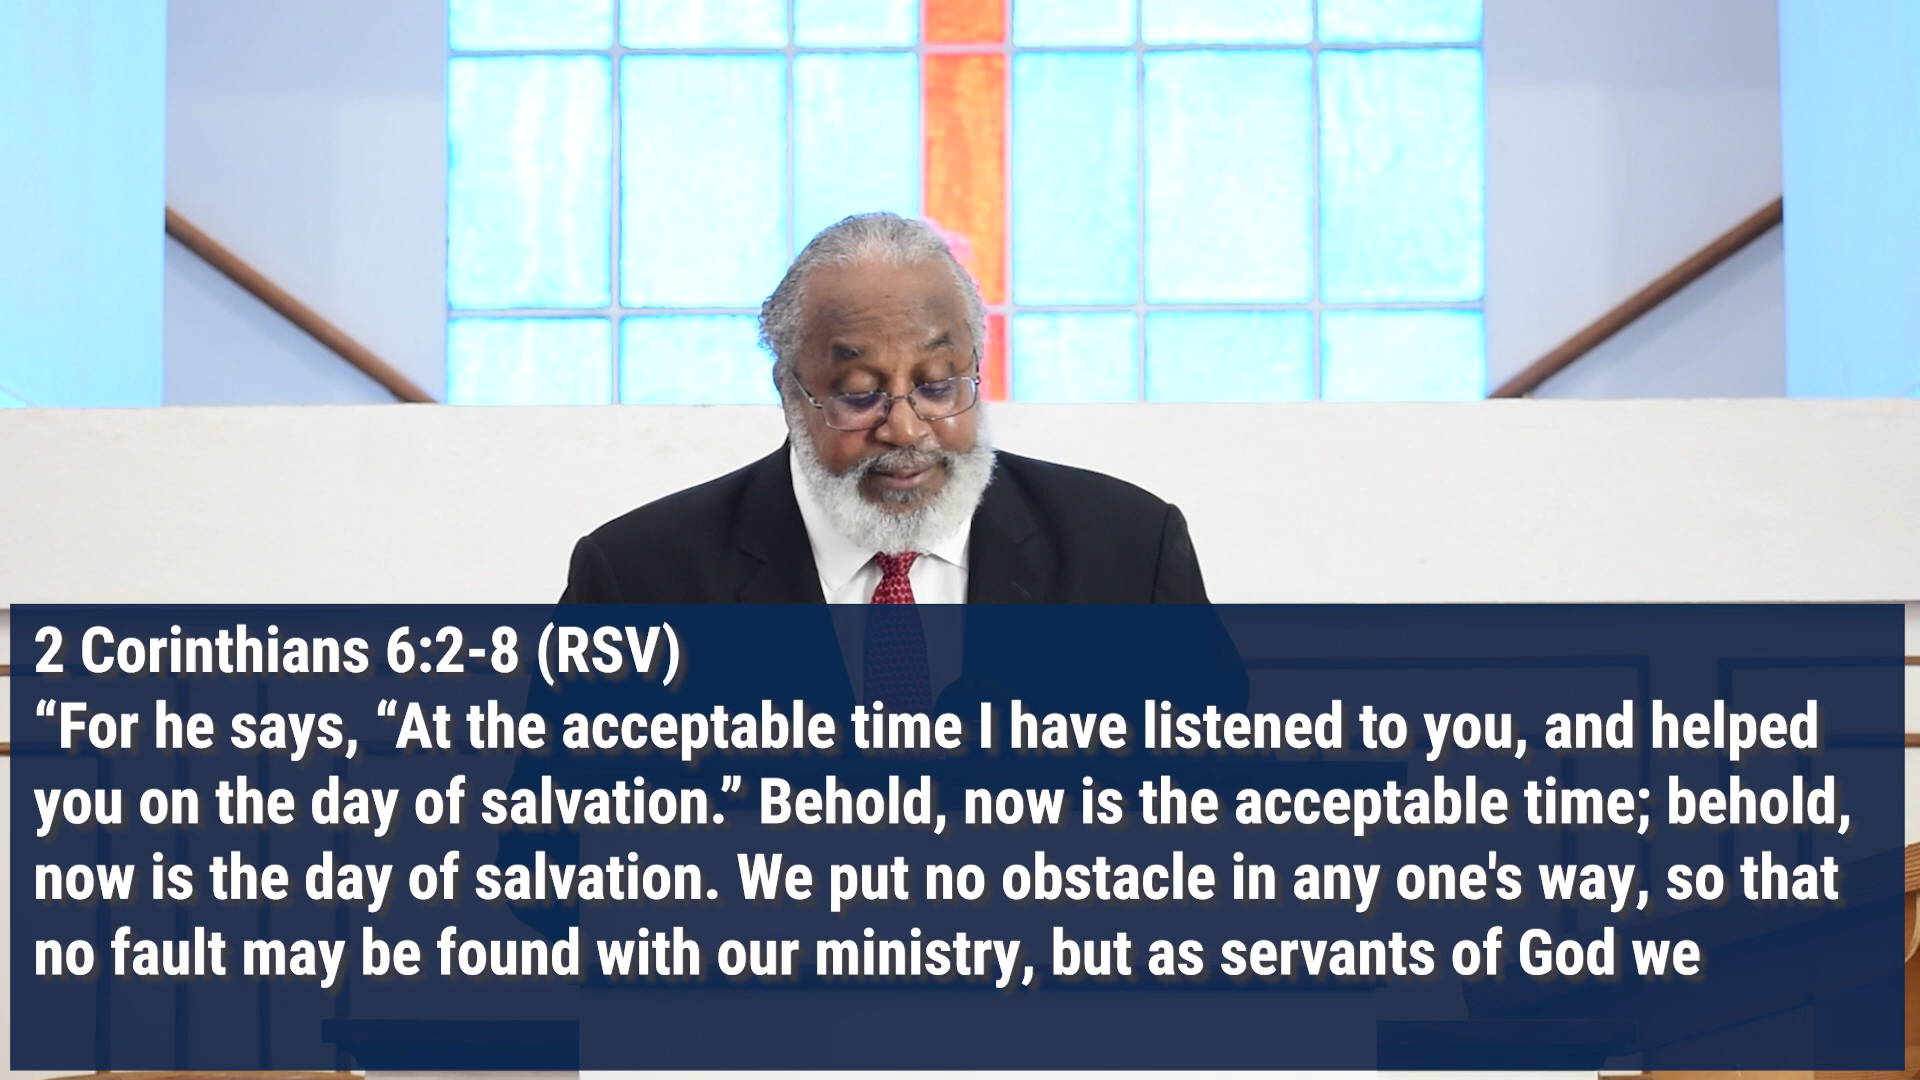 2 Corinthians 6:2-8 (RSV)
“For he says, “At the acceptable time I have listened to you, and helped
you on the day of salvation.” Behold, now is the acceptable time; behold,
now is the day of salvation. We put no obstacle in any one's way, so that
no fault may be found with our ministry, but as servants of God we